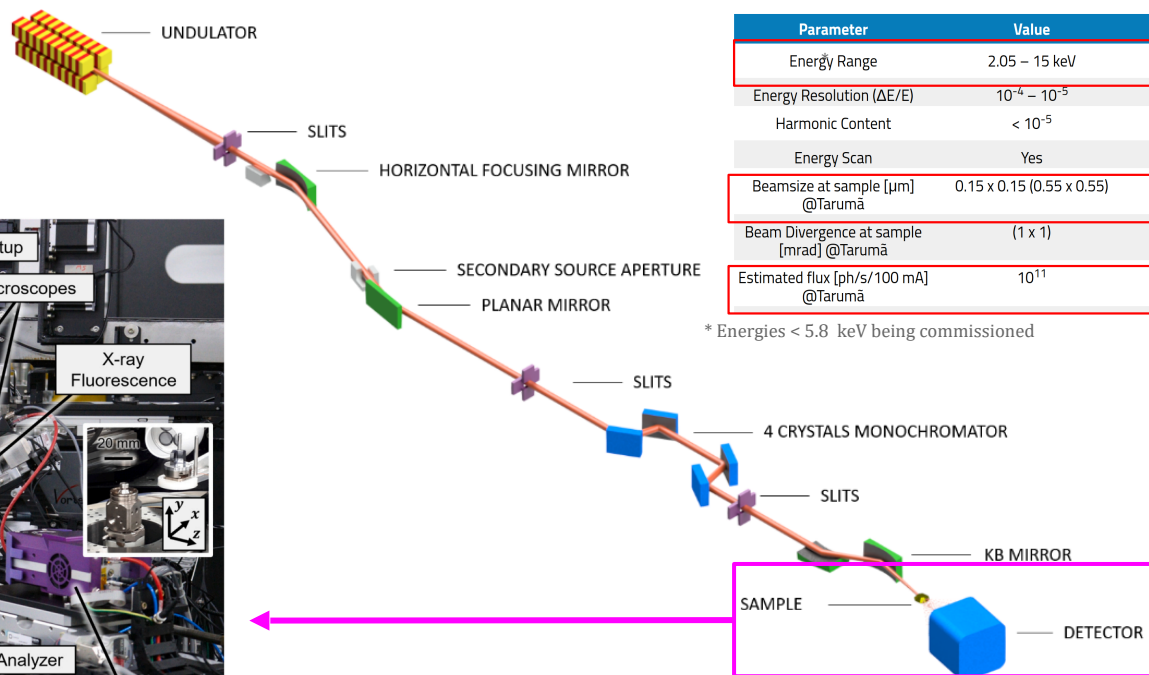 UNDULATOR
SLITS
HORIZONTAL FOCUSING MIRROR
SECONDARY SOURCE APERTURE
PLANAR MIRROR
SLITS
4 CRYSTALS MONOCHROMATOR
SLITS
KB MIRROR
SAMPLE
DETECTOR
Parameter Value
Energy Range 2.05 – 15 keV
*
Energy Resolution (ΔE/E) 10⁻⁴ – 10⁻⁵
Harmonic Content < 10⁻⁵
Energy Scan Yes
Beamsize at sample [μm] 0.15 x 0.15 (0.55 x 0.55)
@Tarumã
Beam Divergence at sample (1 x 1)
[mrad] @Tarumã
Estimated flux [ph/s/100 mA] 10¹¹
@Tarumã
* Energies < 5.8 keV being commissioned
tup
croscopes
X-ray
Fluorescence
20 mm
y
x
z
Analyzer